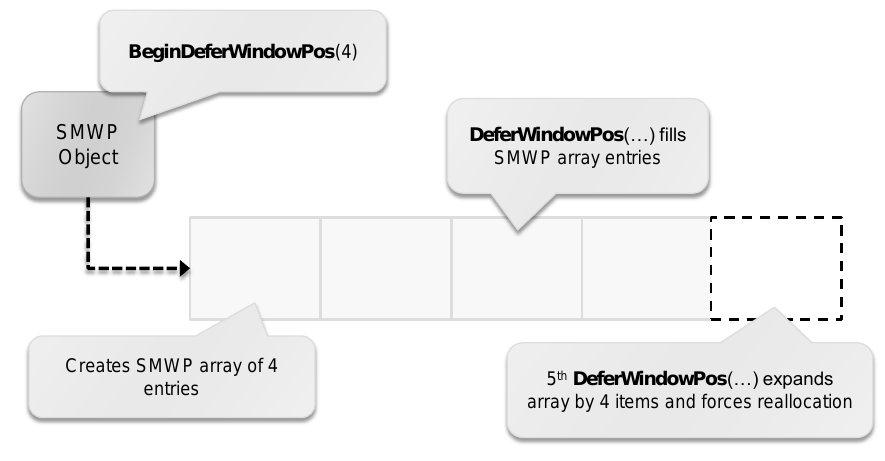 BeginDeferWindowPos(4)
SMWP
Object
DeferWindowPos(...) fills
SMWP array entries
Creates SMWP array of 4
entries
5th DeferWindowPos(...) expands
array by 4 items and forces reallocation